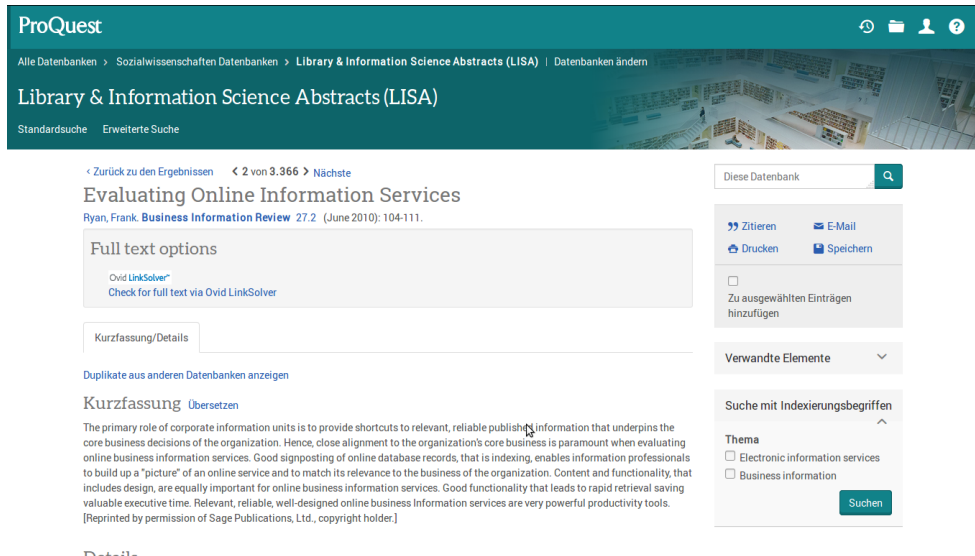 ProQuest
Alle Datenbanken > Sozialwissenschaften Datenbanken > Library & Information Science Abstracts (LISA) | Datenbanken ändern
Library & Information Science Abstracts (LISA)
Standardsuche Erweiterte Suche
‹ Zurück zu den Ergebnissen < 2 von 3.366 > Nächste
Evaluating Online Information Services
Ryan, Frank. Business Information Review 27.2 (June 2010): 104-111.
Full text options
Ovid LinkSolver™
Check for full text via Ovid LinkSolver
Kurzfassung/Details
Duplikate aus anderen Datenbanken anzeigen
Kurzfassung Übersetzen
The primary role of corporate information units is to provide shortcuts to relevant, reliable published information that underpins the
core business decisions of the organization. Hence, close alignment to the organization's core business is paramount when evaluating
online business information services. Good signposting of online database records, that is indexing, enables information professionals
to build up a "picture" of an online service and to match its relevance to the business of the organization. Content and functionality, that
includes design, are equally important for online business information services. Good functionality that leads to rapid retrieval saving
valuable executive time. Relevant, reliable, well-designed online business Information services are very powerful productivity tools.
[Reprinted by permission of Sage Publications, Ltd., copyright holder.]
Details
Diese Datenbank
Zitieren E-Mail
Drucken Speichern
Zu ausgewählten Einträgen
hinzufügen
Verwandte Elemente
Suche mit Indexierungsbegriffen
Thema
Electronic information services
Business information
Suchen